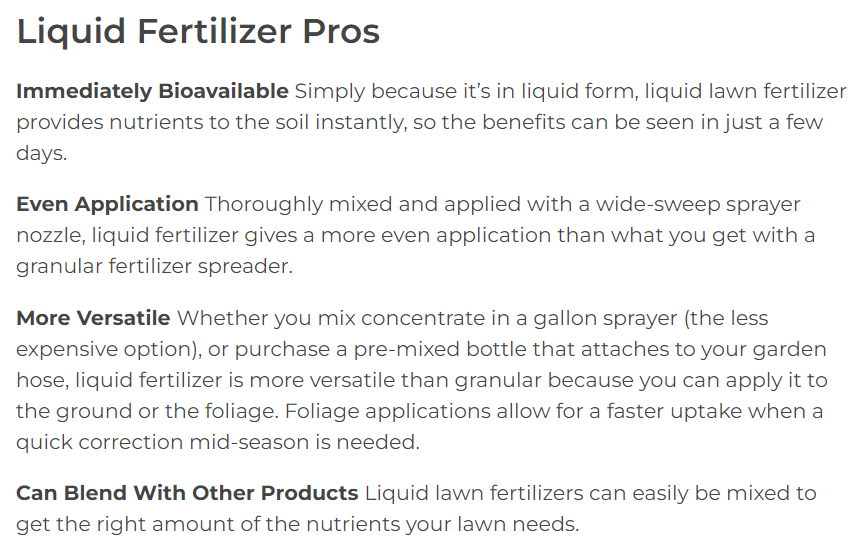 Liquid Fertilizer Pros
Immediately Bioavailable Simply because it’s in liquid form, liquid lawn fertilizer
provides nutrients to the soil instantly, so the benefits can be seen in just a few
days.
Even Application Thoroughly mixed and applied with a wide-sweep sprayer
nozzle, liquid fertilizer gives a more even application than what you get with a
granular fertilizer spreader.
More Versatile Whether you mix concentrate in a gallon sprayer (the less
expensive option), or purchase a pre-mixed bottle that attaches to your garden
hose, liquid fertilizer is more versatile than granular because you can apply it to
the ground or the foliage. Foliage applications allow for a faster uptake when a
quick correction mid-season is needed.
Can Blend With Other Products Liquid lawn fertilizers can easily be mixed to
get the right amount of the nutrients your lawn needs.